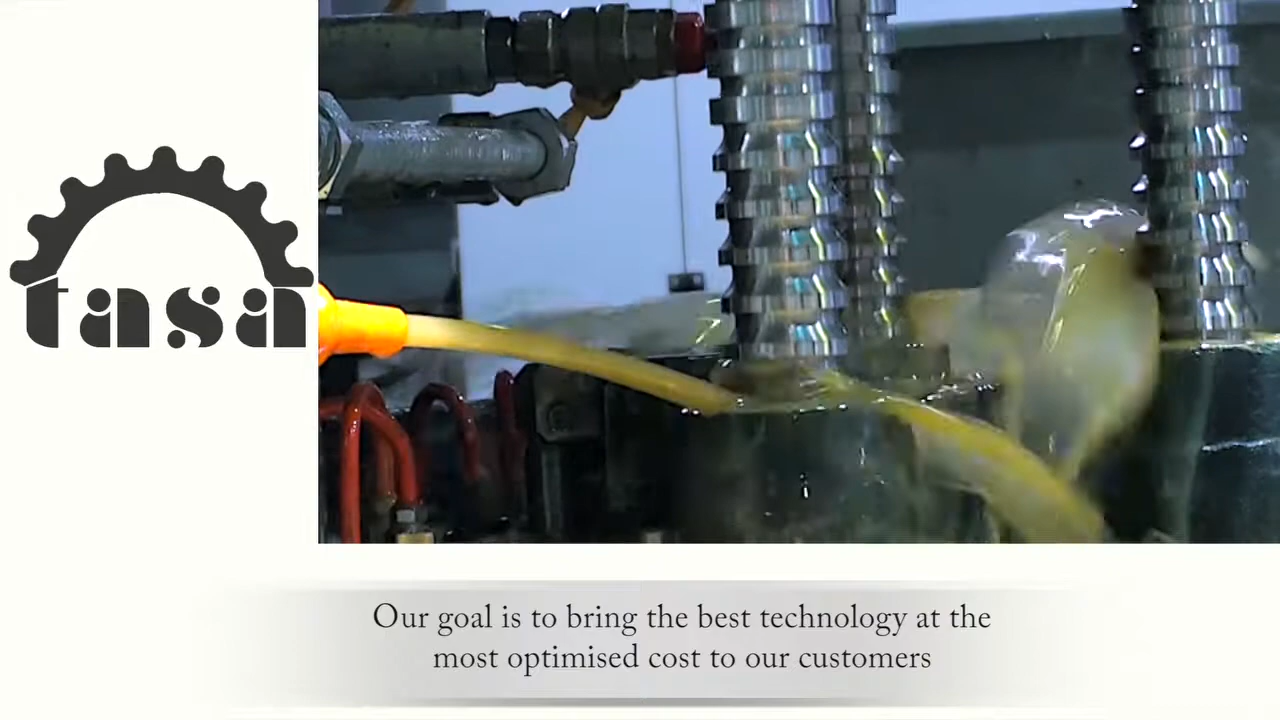 tasa
Our goal is to bring the best technology at the
most optimised cost to our customers